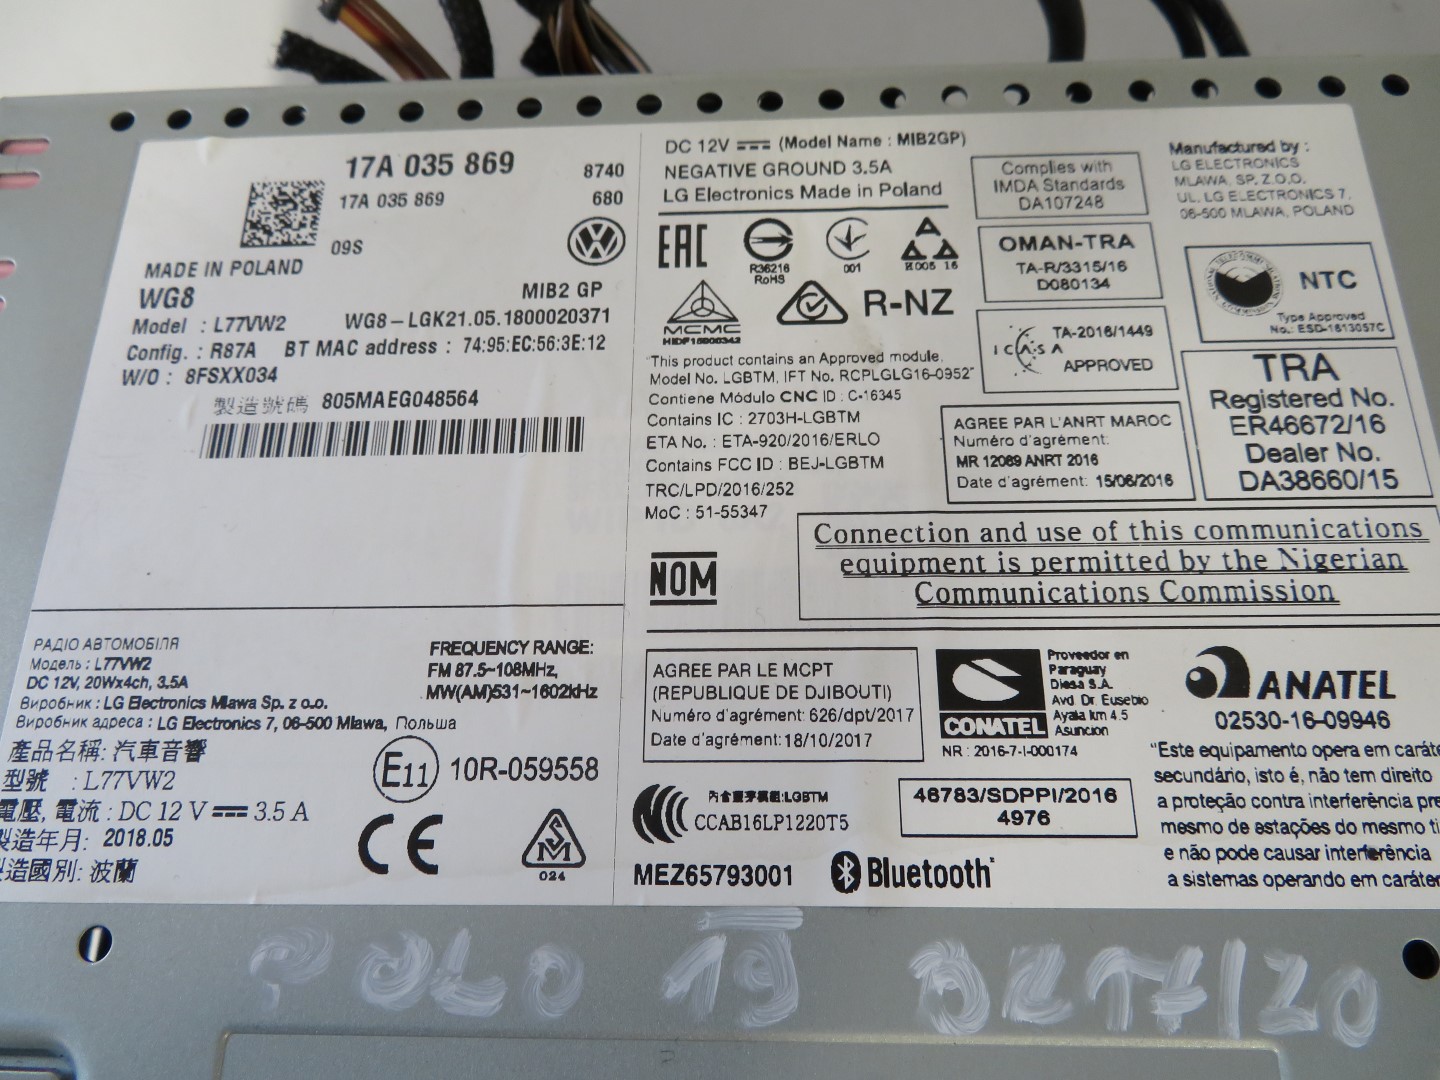 17A 035 869
8740
17A 035 869
680
09S
MADE IN POLAND
WG8
MIB2 GP
Model : L77VW2
WG8-LGK21.05.1800020371
Config. : R87A BT MAC address : 74:95:EC:56:3E:12
W/O : 8FSXX034
製造號碼 805MAEG048564
РАДІО АВТОМОБІЛЯ
Модель : L77VW2
DC 12V, 20Wx4ch, 3.5A
Виробник : LG Electronics Mlawa Sp. z o.o.
Виробник адреса : LG Electronics 7, 06-500 Mlawa, Польша
FREQUENCY RANGE:
FM 87.5~108MHz,
MW(AM)531~1602kHz
產品名稱: 汽車音響
型號 : L77VW2
電壓, 電流 : DC 12 V 3.5 A
製造年月: 2018.05
製造國別: 波蘭
E11 10R-059558
CE
SM
024
DC 12V (Model Name : MIB2GP)
NEGATIVE GROUND 3.5A
LG Electronics Made in Poland
EAC
R36216
RoHS
001
R-NZ
MCMC
"This product contains an Approved module.
Model No. LGBTM, IFT No. RCPLGLG16-0952"
Contiene Módulo CNC ID : C-16345
Contains IC : 2703H-LGBTM
ETA No. : ETA-920/2016/ERLO
Contains FCC ID : BEJ-LGBTM
TRC/LPD/2016/252
MoC : 51-55347
NOM
Complies with
IMDA Standards
DA107248
OMAN-TRA
TA-R/3315/16
D080134
ICASA
TA-2016/1449
APPROVED
AGREE PAR L'ANRT MAROC
Numéro d'agrément:
MR 12089 ANRT 2016
Date d'agrément: 15/06/2016
Manufactured by :
LG ELECTRONICS
MLAWA, SP. Z.O.O.
UL. LG ELECTRONICS 7,
06-500 MLAWA, POLAND
NTC
Type Approved
No.: ESD-1613057C
TRA
Registered No.
ER46672/16
Dealer No.
DA38660/15
Connection and use of this communications
equipment is permitted by the Nigerian
Communications Commission
AGREE PAR LE MCPT
(REPUBLIQUE DE DJIBOUTI)
Numéro d'agrément: 626/dpt/2017
Date d'agrément: 18/10/2017
CONATEL
NR : 2016-7-I-000174
Proveedor en
Paraguay
Diesa S.A.
Avd Dr. Eusebio
Ayala km 4.5
Asuncion
ANATEL
02530-16-09946
"Este equipamento opera em caráte
secundário, isto é, não tem direito
a proteção contra interferência pre
mesmo de estações do mesmo ti
e não pode causar interferência
a sistemas operando em caráter
:LGBTM
CCAB16LP1220T5
46783/SDPPI/2016
4976
MEZ65793001
Bluetooth
POLO 19